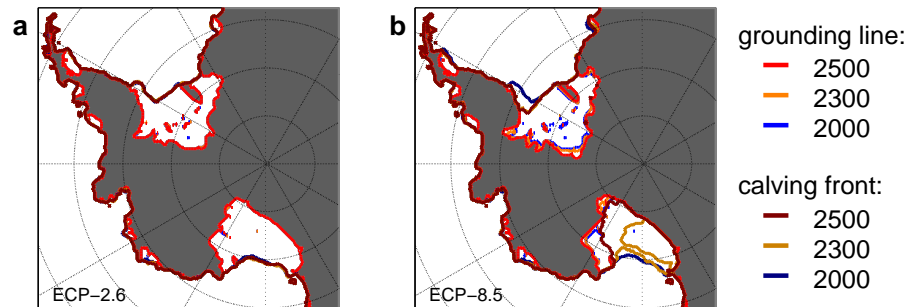 a
ECP−2.6
b
ECP−8.5
grounding line:
2500
2300
2000
calving front:
2500
2300
2000